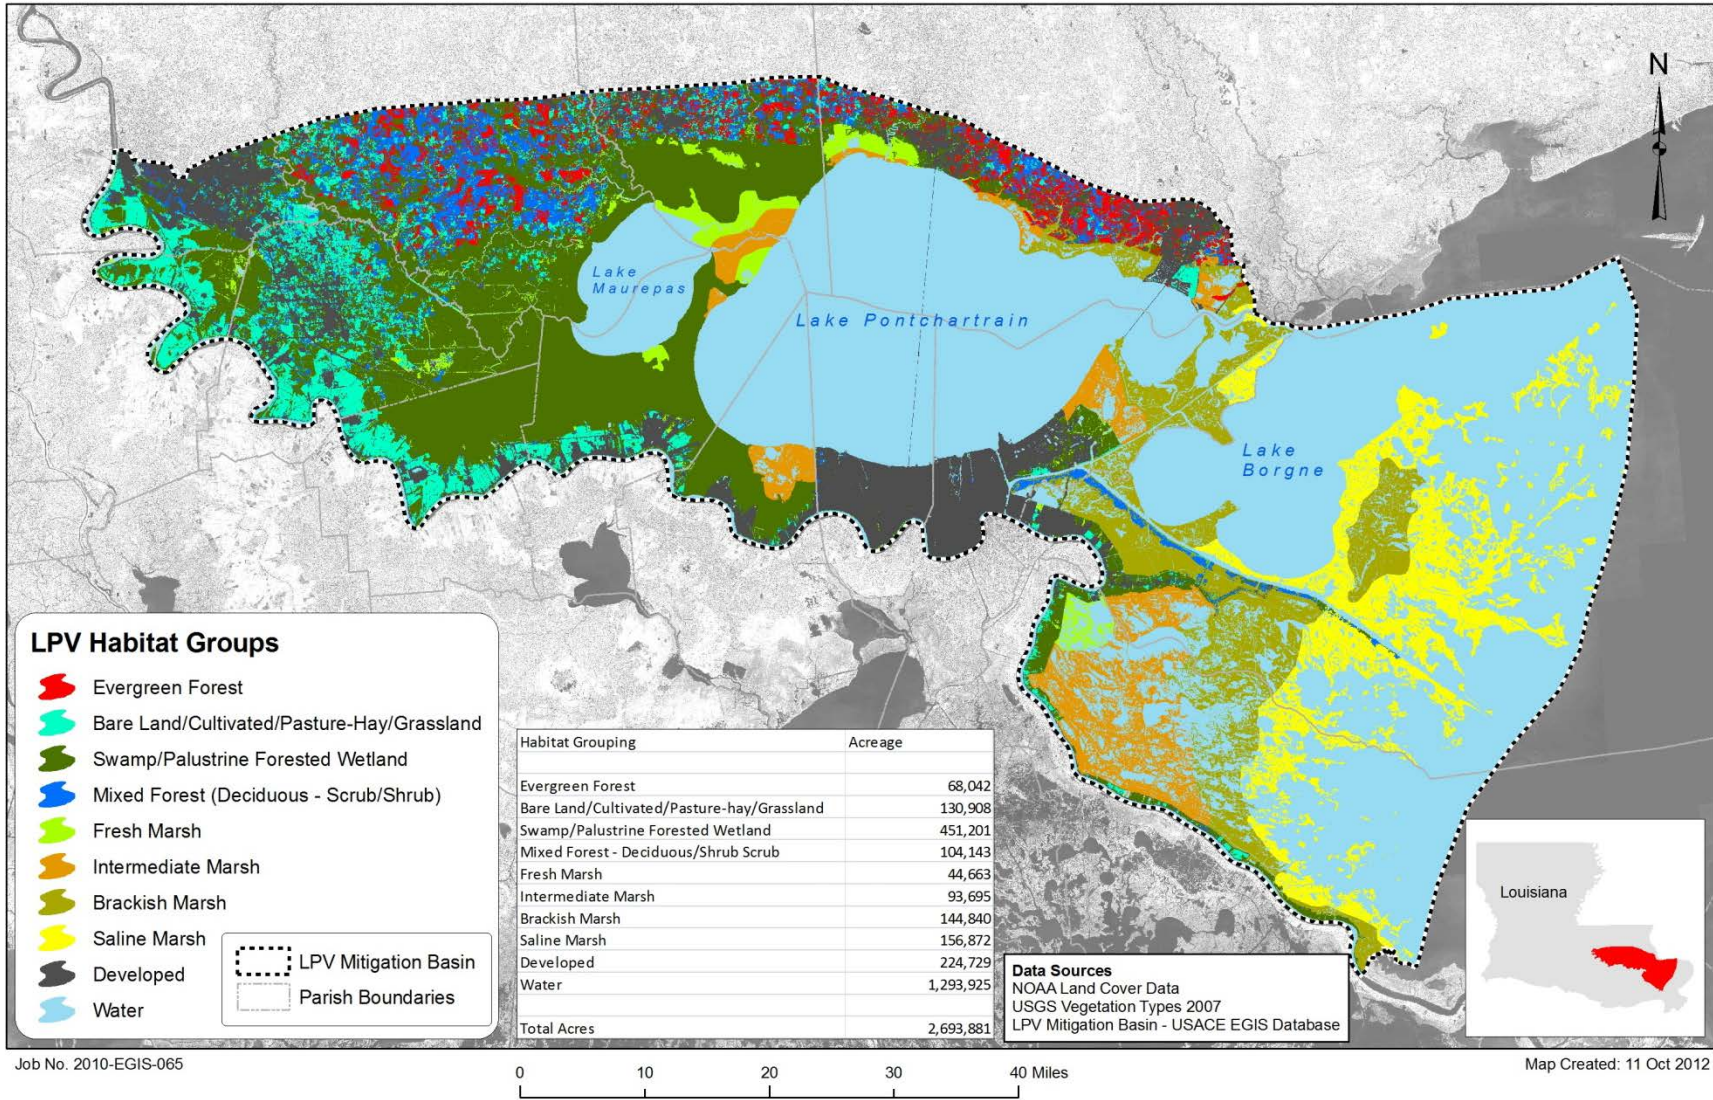 N
Lake
Maurepas
Lake Pontchartrain
Lake
Borgne
LPV Habitat Groups
Evergreen Forest
Bare Land/Cultivated/Pasture-Hay/Grassland
Swamp/Palustrine Forested Wetland
Mixed Forest (Deciduous - Scrub/Shrub)
Fresh Marsh
Intermediate Marsh
Brackish Marsh
Saline Marsh
Developed
Water
LPV Mitigation Basin
Parish Boundaries
Habitat Grouping Acreage
Evergreen Forest 68,042
Bare Land/Cultivated/Pasture-hay/Grassland 130,908
Swamp/Palustrine Forested Wetland 451,201
Mixed Forest - Deciduous/Shrub Scrub 104,143
Fresh Marsh 44,663
Intermediate Marsh 93,695
Brackish Marsh 144,840
Saline Marsh 156,872
Developed 224,729
Water 1,293,925
Total Acres 2,693,881
Data Sources
NOAA Land Cover Data
USGS Vegetation Types 2007
LPV Mitigation Basin - USACE EGIS Database
Louisiana
Job No. 2010-EGIS-065
Map Created: 11 Oct 2012
0 10 20 30 40 Miles